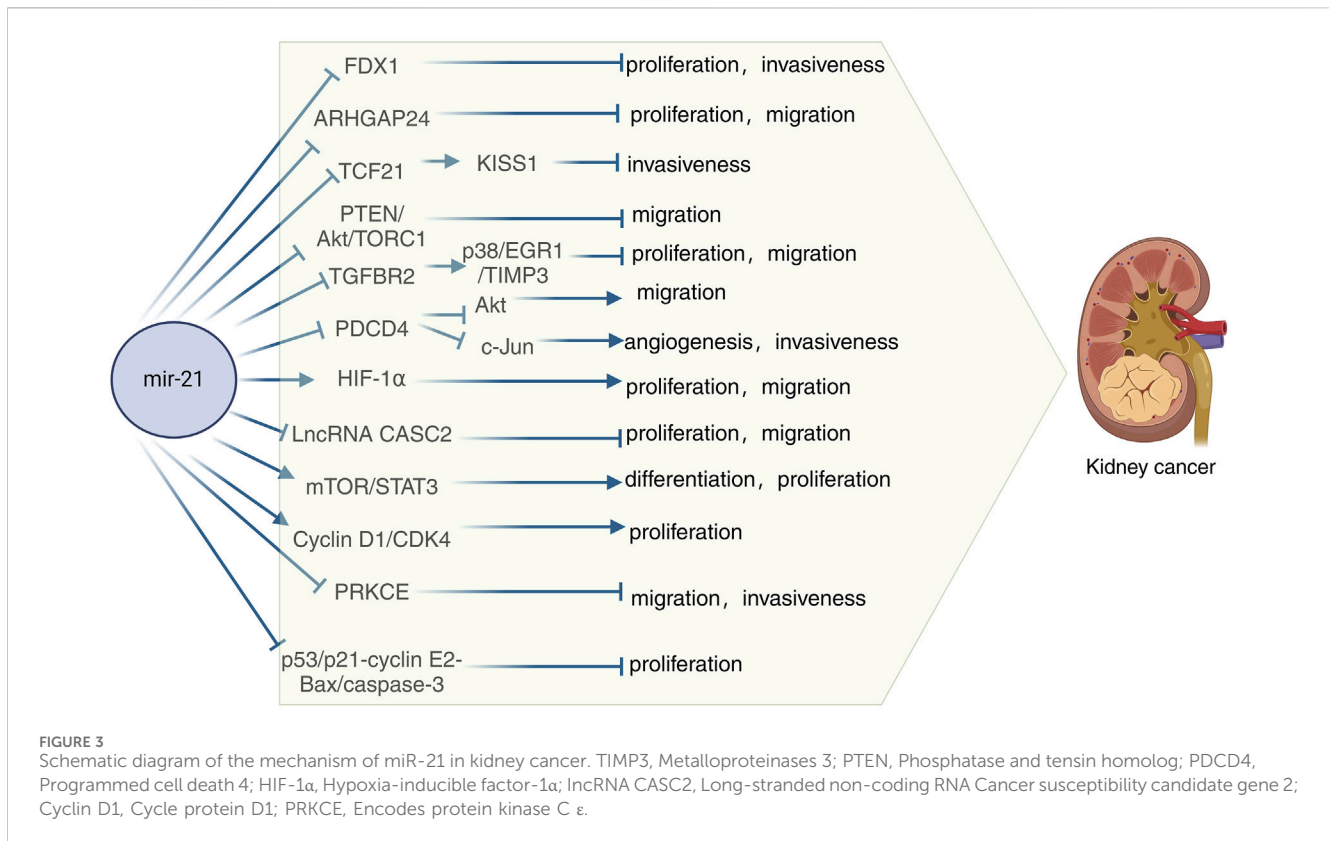 FDX1
proliferation, invasiveness
ARHGAP24
proliferation, migration
TCF21
KISS1
invasiveness
PTEN/
Akt/TORC1
migration
TGFBR2
p38/EGR1
/TIMP3
proliferation, migration
PDCD4
Akt
migration
c-Jun
angiogenesis, invasiveness
mir-21
HIF-1α
proliferation, migration
LncRNA CASC2
proliferation, migration
mTOR/STAT3
differentiation, proliferation
Cyclin D1/CDK4
proliferation
PRKCE
migration, invasiveness
p53/p21-cyclin E2-
Bax/caspase-3
proliferation
Kidney cancer
FIGURE 3
Schematic diagram of the mechanism of miR-21 in kidney cancer. TIMP3, Metalloproteinases 3; PTEN, Phosphatase and tensin homolog; PDCD4,
Programmed cell death 4; HIF-1α, Hypoxia-inducible factor-1α; lncRNA CASC2, Long-stranded non-coding RNA Cancer susceptibility candidate gene 2;
Cyclin D1, Cycle protein D1; PRKCE, Encodes protein kinase C ε.